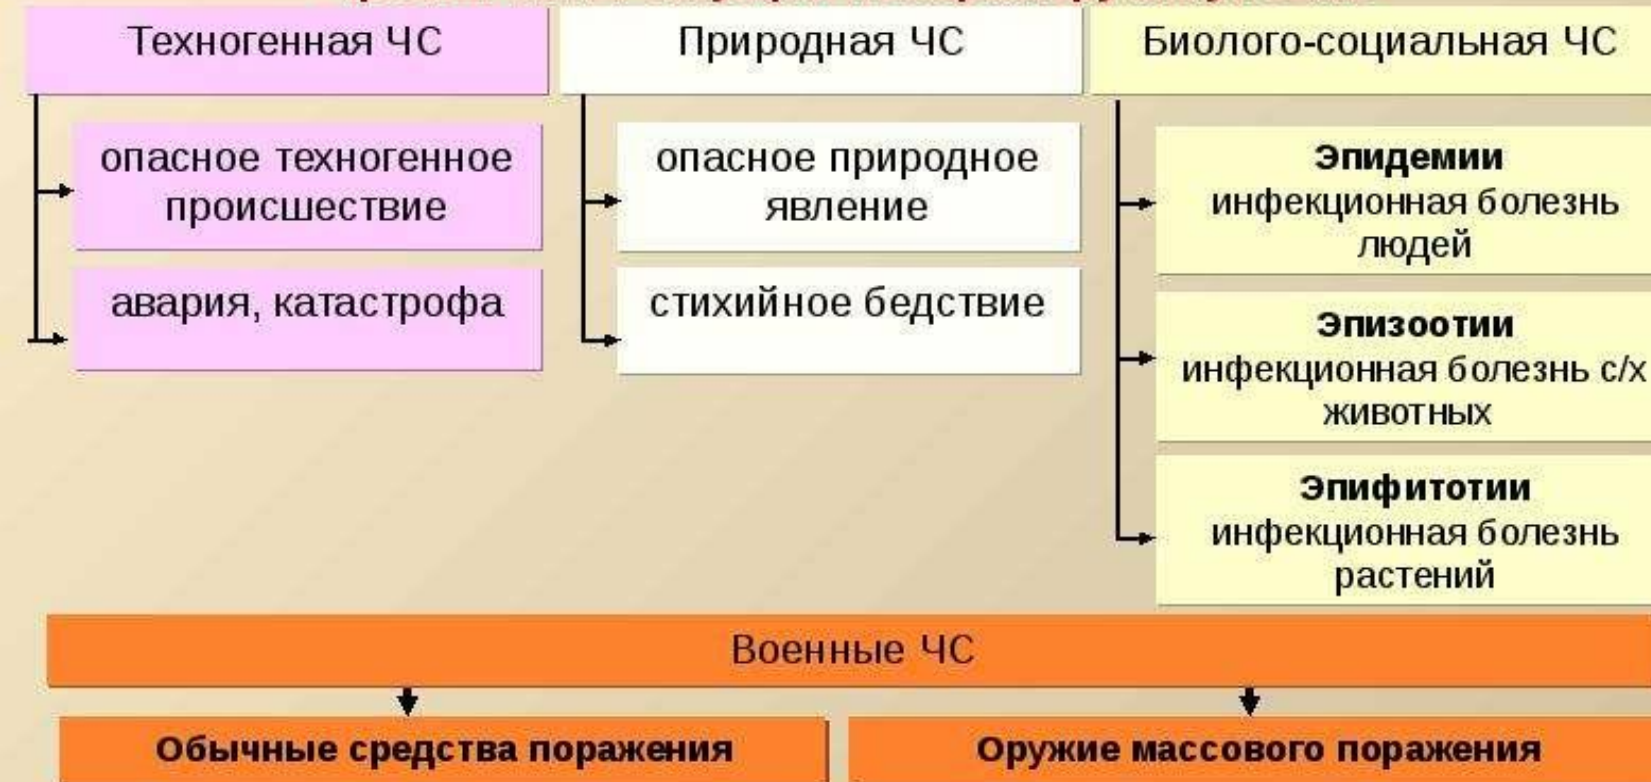 Техногенная ЧС
опасное техногенное
происшествие
авария, катастрофа
Природная ЧС
опасное природное
явление
стихийное бедствие
Биолого-социальная ЧС
Эпидемии
инфекционная болезнь
людей
Эпизоотии
инфекционная болезнь с/х
животных
Эпифитотии
инфекционная болезнь
растений
Военные ЧС
Обычные средства поражения
Оружие массового поражения